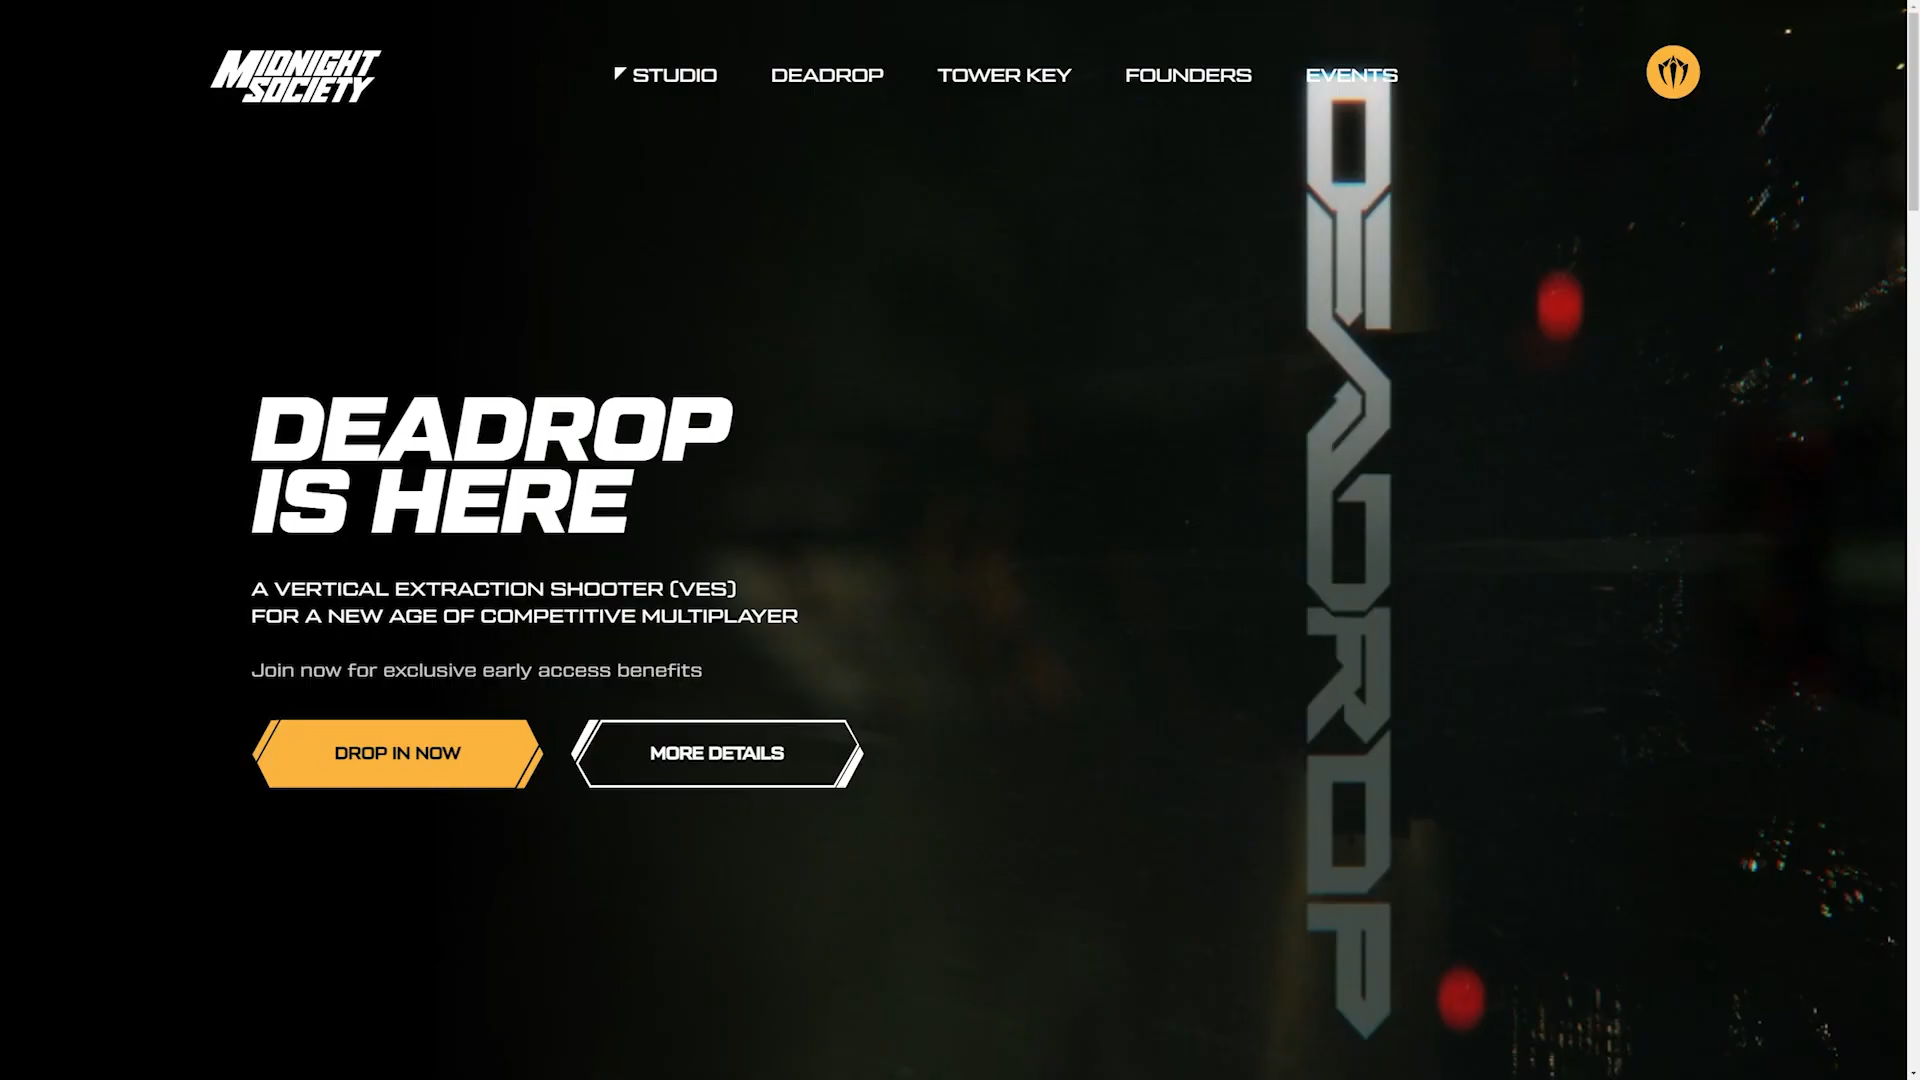 MIDNIGHT
SOCIETY
STUDIO
DEADROP
TOWER KEY
FOUNDERS
EVENTS
DEADROP
DEADROP
IS HERE
A VERTICAL EXTRACTION SHOOTER (VES)
FOR A NEW AGE OF COMPETITIVE MULTIPLAYER
Join now for exclusive early access benefits
DROP IN NOW
MORE DETAILS